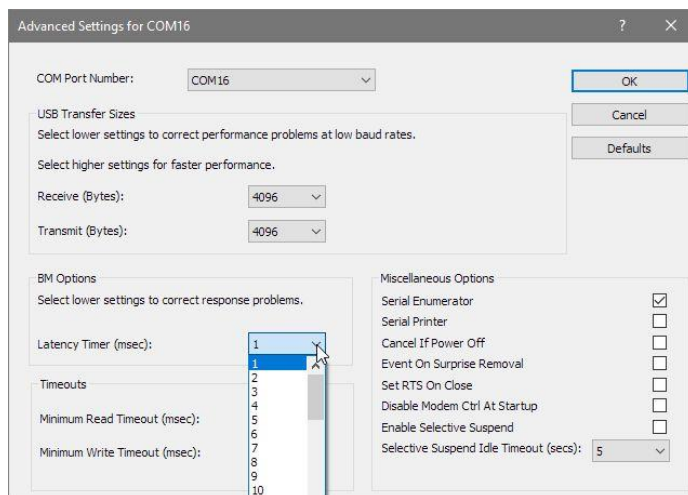 Advanced Settings for COM16
COM Port Number: COM16
OK
USB Transfer Sizes
Cancel
Select lower settings to correct performance problems at low baud rates.
Defaults
Select higher settings for faster performance.
Receive (Bytes): 4096
Transmit (Bytes): 4096
BM Options
Select lower settings to correct response problems.
Latency Timer (msec): 1
1
2
3
4
5
6
7
8
9
10
Timeouts
Minimum Read Timeout (msec):
Minimum Write Timeout (msec):
Miscellaneous Options
Serial Enumerator
Serial Printer
Cancel If Power Off
Event On Surprise Removal
Set RTS On Close
Disable Modem Ctrl At Startup
Enable Selective Suspend
Selective Suspend Idle Timeout (secs): 5